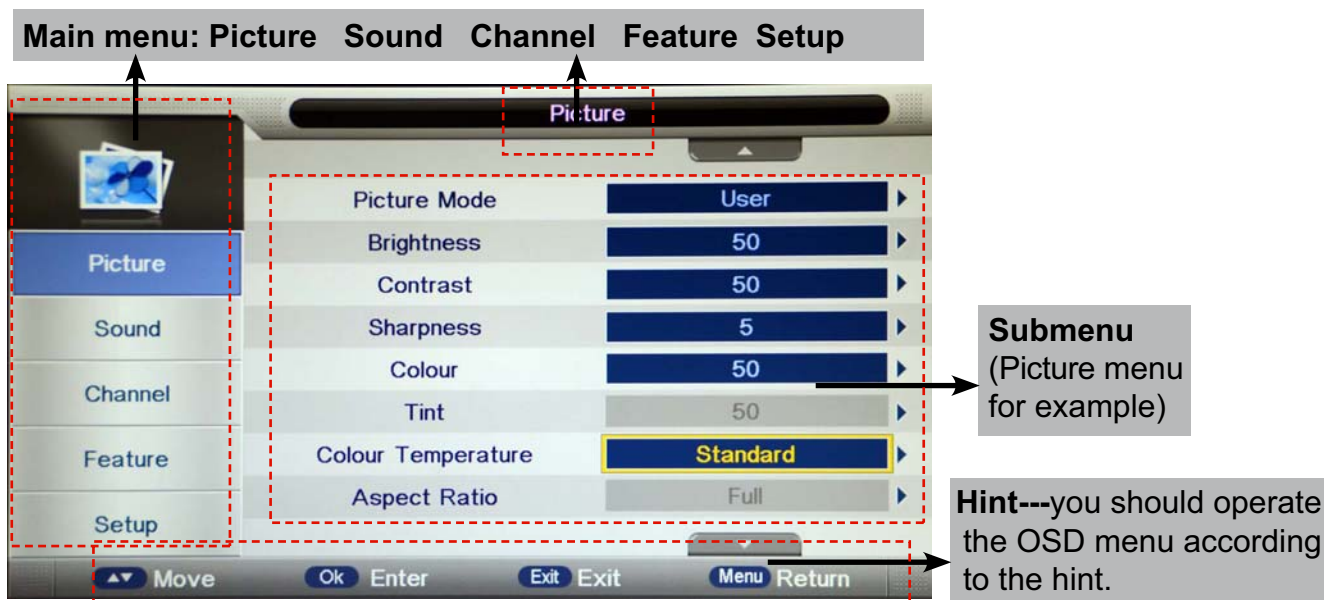 Main menu: Picture Sound Channel Feature Setup
Picture
Picture Mode User
Brightness 50
Contrast 50
Sharpness 5
Colour 50
Tint 50
Colour Temperature Standard
Aspect Ratio Full
Picture
Sound
Channel
Feature
Setup
Move Ok Enter Exit Exit Menu Return
Submenu
(Picture menu
for example)
Hint---you should operate
the OSD menu according
to the hint.